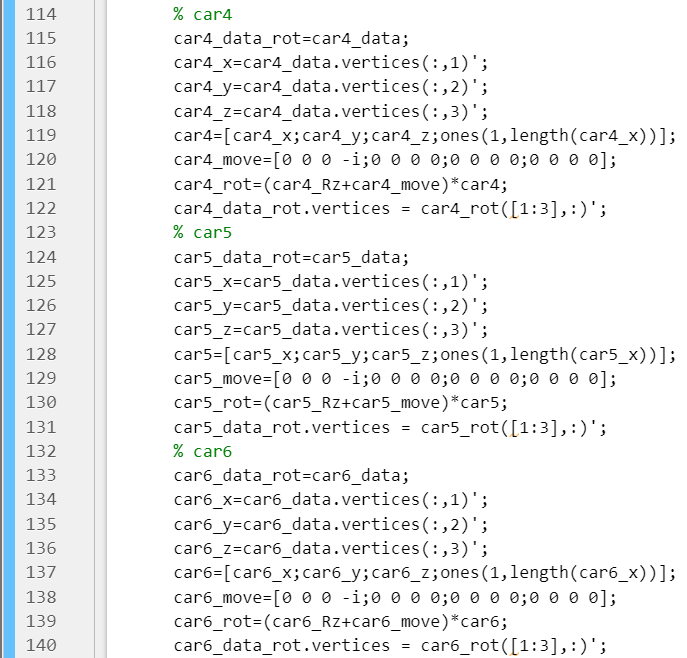 114 % car4
115 car4_data_rot=car4_data;
116 car4_x=car4_data.vertices(:,1)';
117 car4_y=car4_data.vertices(:,2)';
118 car4_z=car4_data.vertices(:,3)';
119 car4=[car4_x;car4_y;car4_z;ones(1,length(car4_x))];
120 car4_move=[0 0 0 -i;0 0 0 0;0 0 0 0;0 0 0 0];
121 car4_rot=(car4_Rz+car4_move)*car4;
122 car4_data_rot.vertices = car4_rot([1:3],:)';
123 % car5
124 car5_data_rot=car5_data;
125 car5_x=car5_data.vertices(:,1)';
126 car5_y=car5_data.vertices(:,2)';
127 car5_z=car5_data.vertices(:,3)';
128 car5=[car5_x;car5_y;car5_z;ones(1,length(car5_x))];
129 car5_move=[0 0 0 -i;0 0 0 0;0 0 0 0;0 0 0 0];
130 car5_rot=(car5_Rz+car5_move)*car5;
131 car5_data_rot.vertices = car5_rot([1:3],:)';
132 % car6
133 car6_data_rot=car6_data;
134 car6_x=car6_data.vertices(:,1)';
135 car6_y=car6_data.vertices(:,2)';
136 car6_z=car6_data.vertices(:,3)';
137 car6=[car6_x;car6_y;car6_z;ones(1,length(car6_x))];
138 car6_move=[0 0 0 -i;0 0 0 0;0 0 0 0;0 0 0 0];
139 car6_rot=(car6_Rz+car6_move)*car6;
140 car6_data_rot.vertices = car6_rot([1:3],:)';